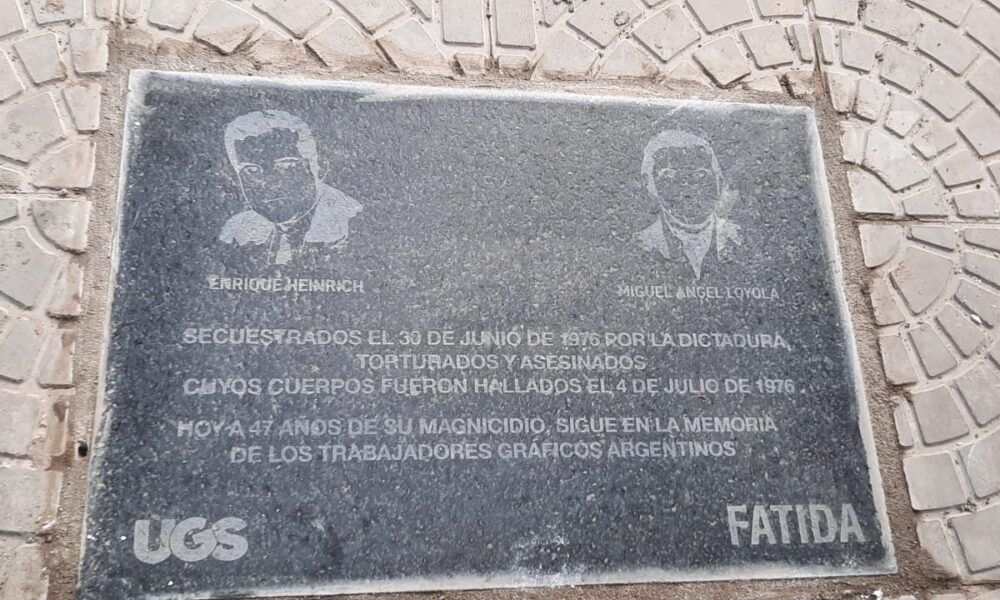 ENRIQUE HEINRICH
MIGUEL ANGEL LOYOLA
SECUESTRADOS EL 30 DE JUNIO DE 1976 POR LA DICTADURA,
TORTURADOS Y ASESINADOS
CUYOS CUERPOS FUERON HALLADOS EL 4 DE JULIO DE 1976.
HOY A 47 AÑOS DE SU MAGNICIDIO, SIGUE EN LA MEMORIA
DE LOS TRABAJADORES GRÁFICOS ARGENTINOS
UGS
FATIDA